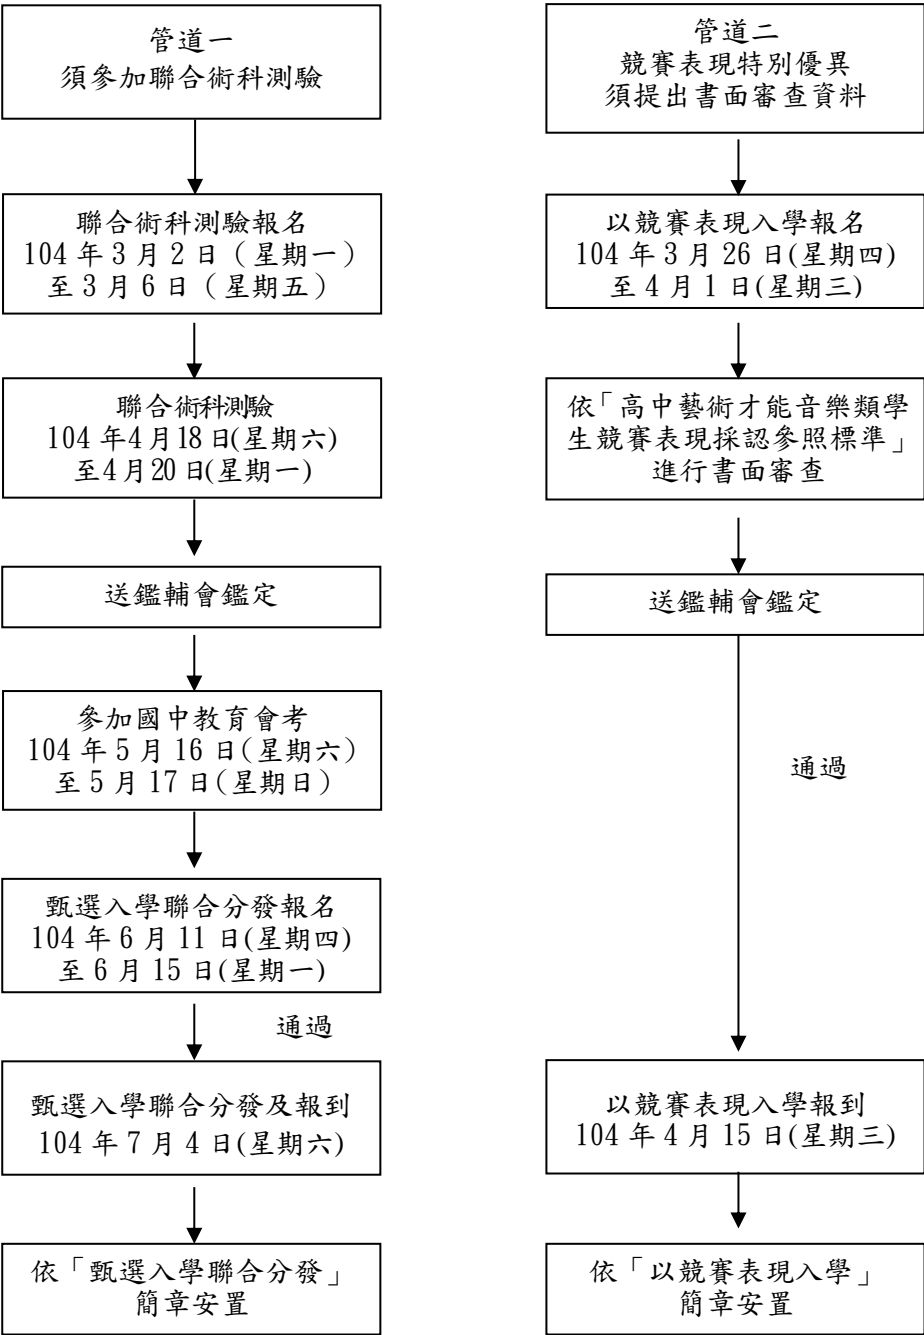 管道一
須參加聯合術科測驗
聯合術科測驗報名
104 年 3 月 2 日（星期一）
至 3 月 6 日（星期五）
聯合術科測驗
104 年4月18日(星期六)
至4月20日(星期一)
送鑑輔會鑑定
參加國中教育會考
104 年 5 月 16 日(星期六)
至 5 月 17 日(星期日)
甄選入學聯合分發報名
104 年 6 月 11 日(星期四)
至 6 月 15 日(星期一)
通過
甄選入學聯合分發及報到
104 年 7 月 4 日(星期六)
依「甄選入學聯合分發」
簡章安置
管道二
競賽表現特別優異
須提出書面審查資料
以競賽表現入學報名
104 年 3 月 26 日(星期四)
至 4 月 1 日(星期三)
依「高中藝術才能音樂類學
生競賽表現採認參照標準」
進行書面審查
送鑑輔會鑑定
通過
以競賽表現入學報到
104 年 4 月 15 日(星期三)
依「以競賽表現入學」
簡章安置